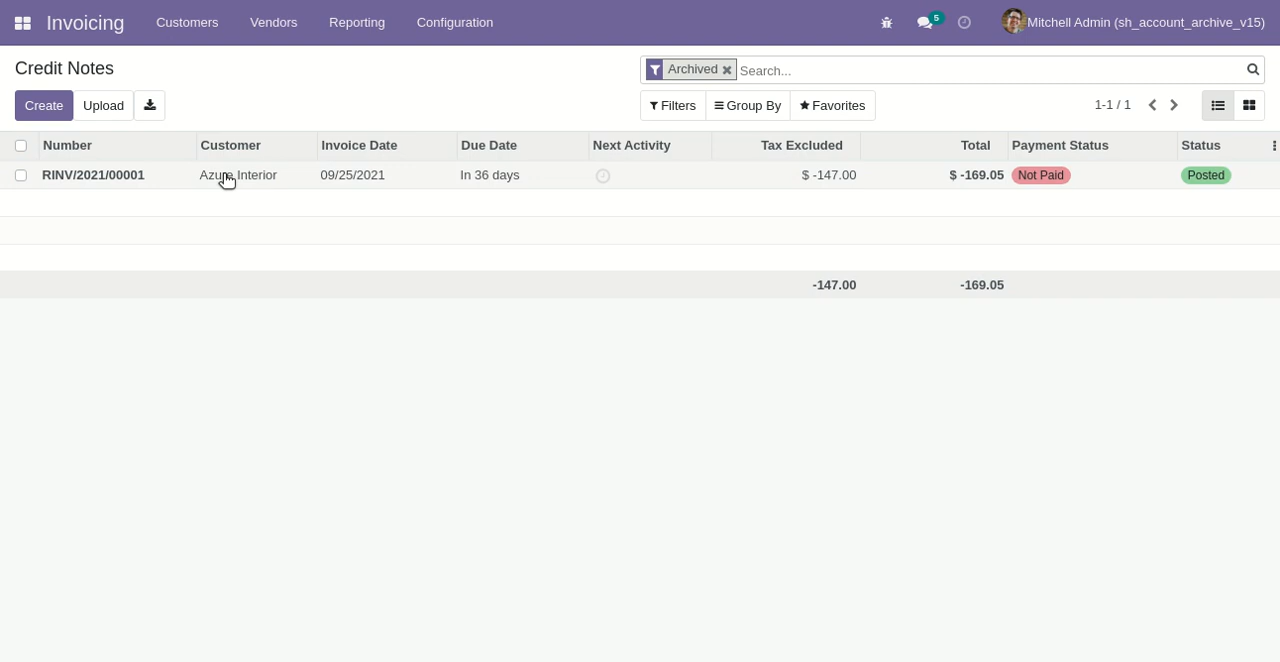 Invoicing Customers Vendors Reporting Configuration 5 Mitchell Admin (sh_account_archive_v15)
Credit Notes Archived Search...
Create Upload Filters Group By Favorites 1-1 / 1
Number Customer Invoice Date Due Date Next Activity Tax Excluded Total Payment Status Status
RINV/2021/00001 Azure Interior 09/25/2021 In 36 days $ -147.00 $ -169.05 Not Paid Posted
-147.00 -169.05